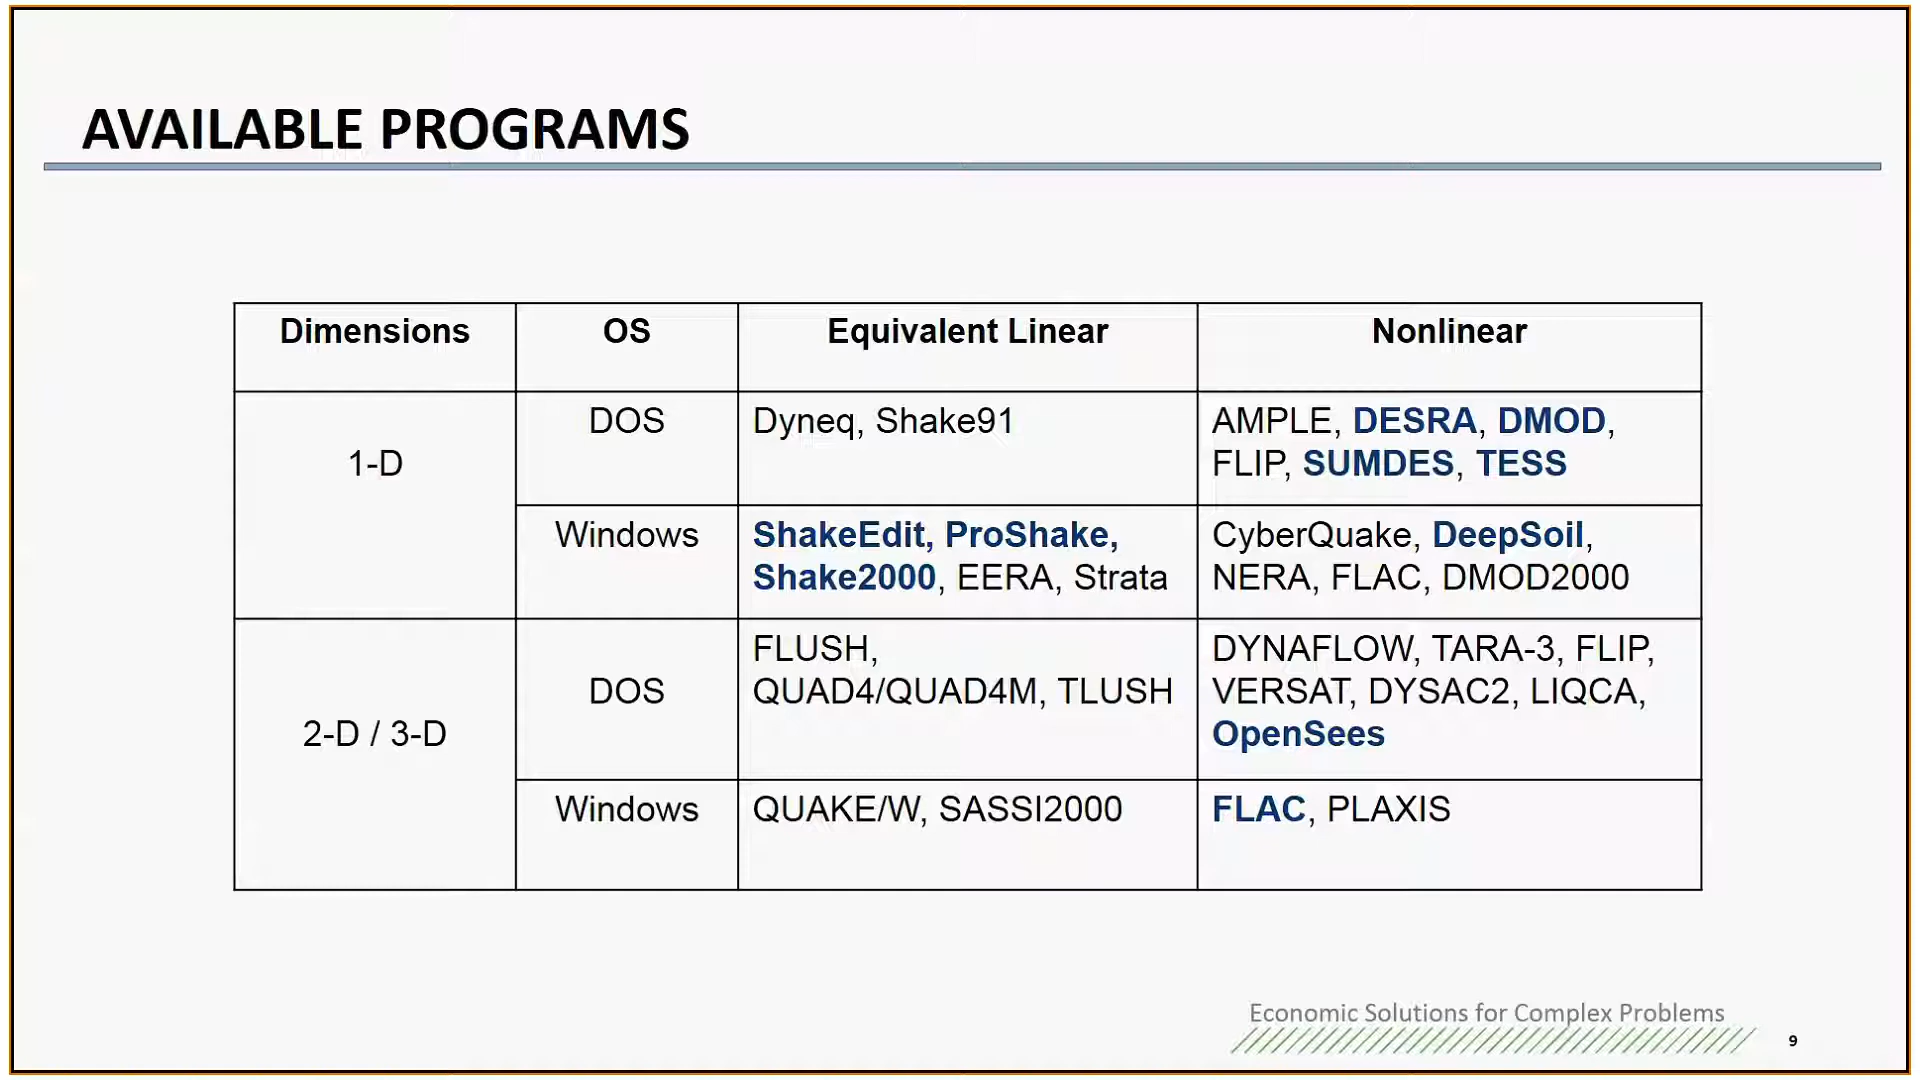 AVAILABLE PROGRAMS
Dimensions OS Equivalent Linear Nonlinear
1-D
DOS
Dyneq, Shake91
AMPLE, DESRA, DMOD,
FLIP, SUMDES, TESS
Windows
ShakeEdit, ProShake,
Shake2000, EERA, Strata
CyberQuake, DeepSoil,
NERA, FLAC, DMOD2000
2-D / 3-D
DOS
FLUSH,
QUAD4/QUAD4M, TLUSH
DYNAFLOW, TARA-3, FLIP,
VERSAT, DYSAC2, LIQCA,
OpenSees
Windows
QUAKE/W, SASSI2000
FLAC, PLAXIS
Economic Solutions for Complex Problems
9